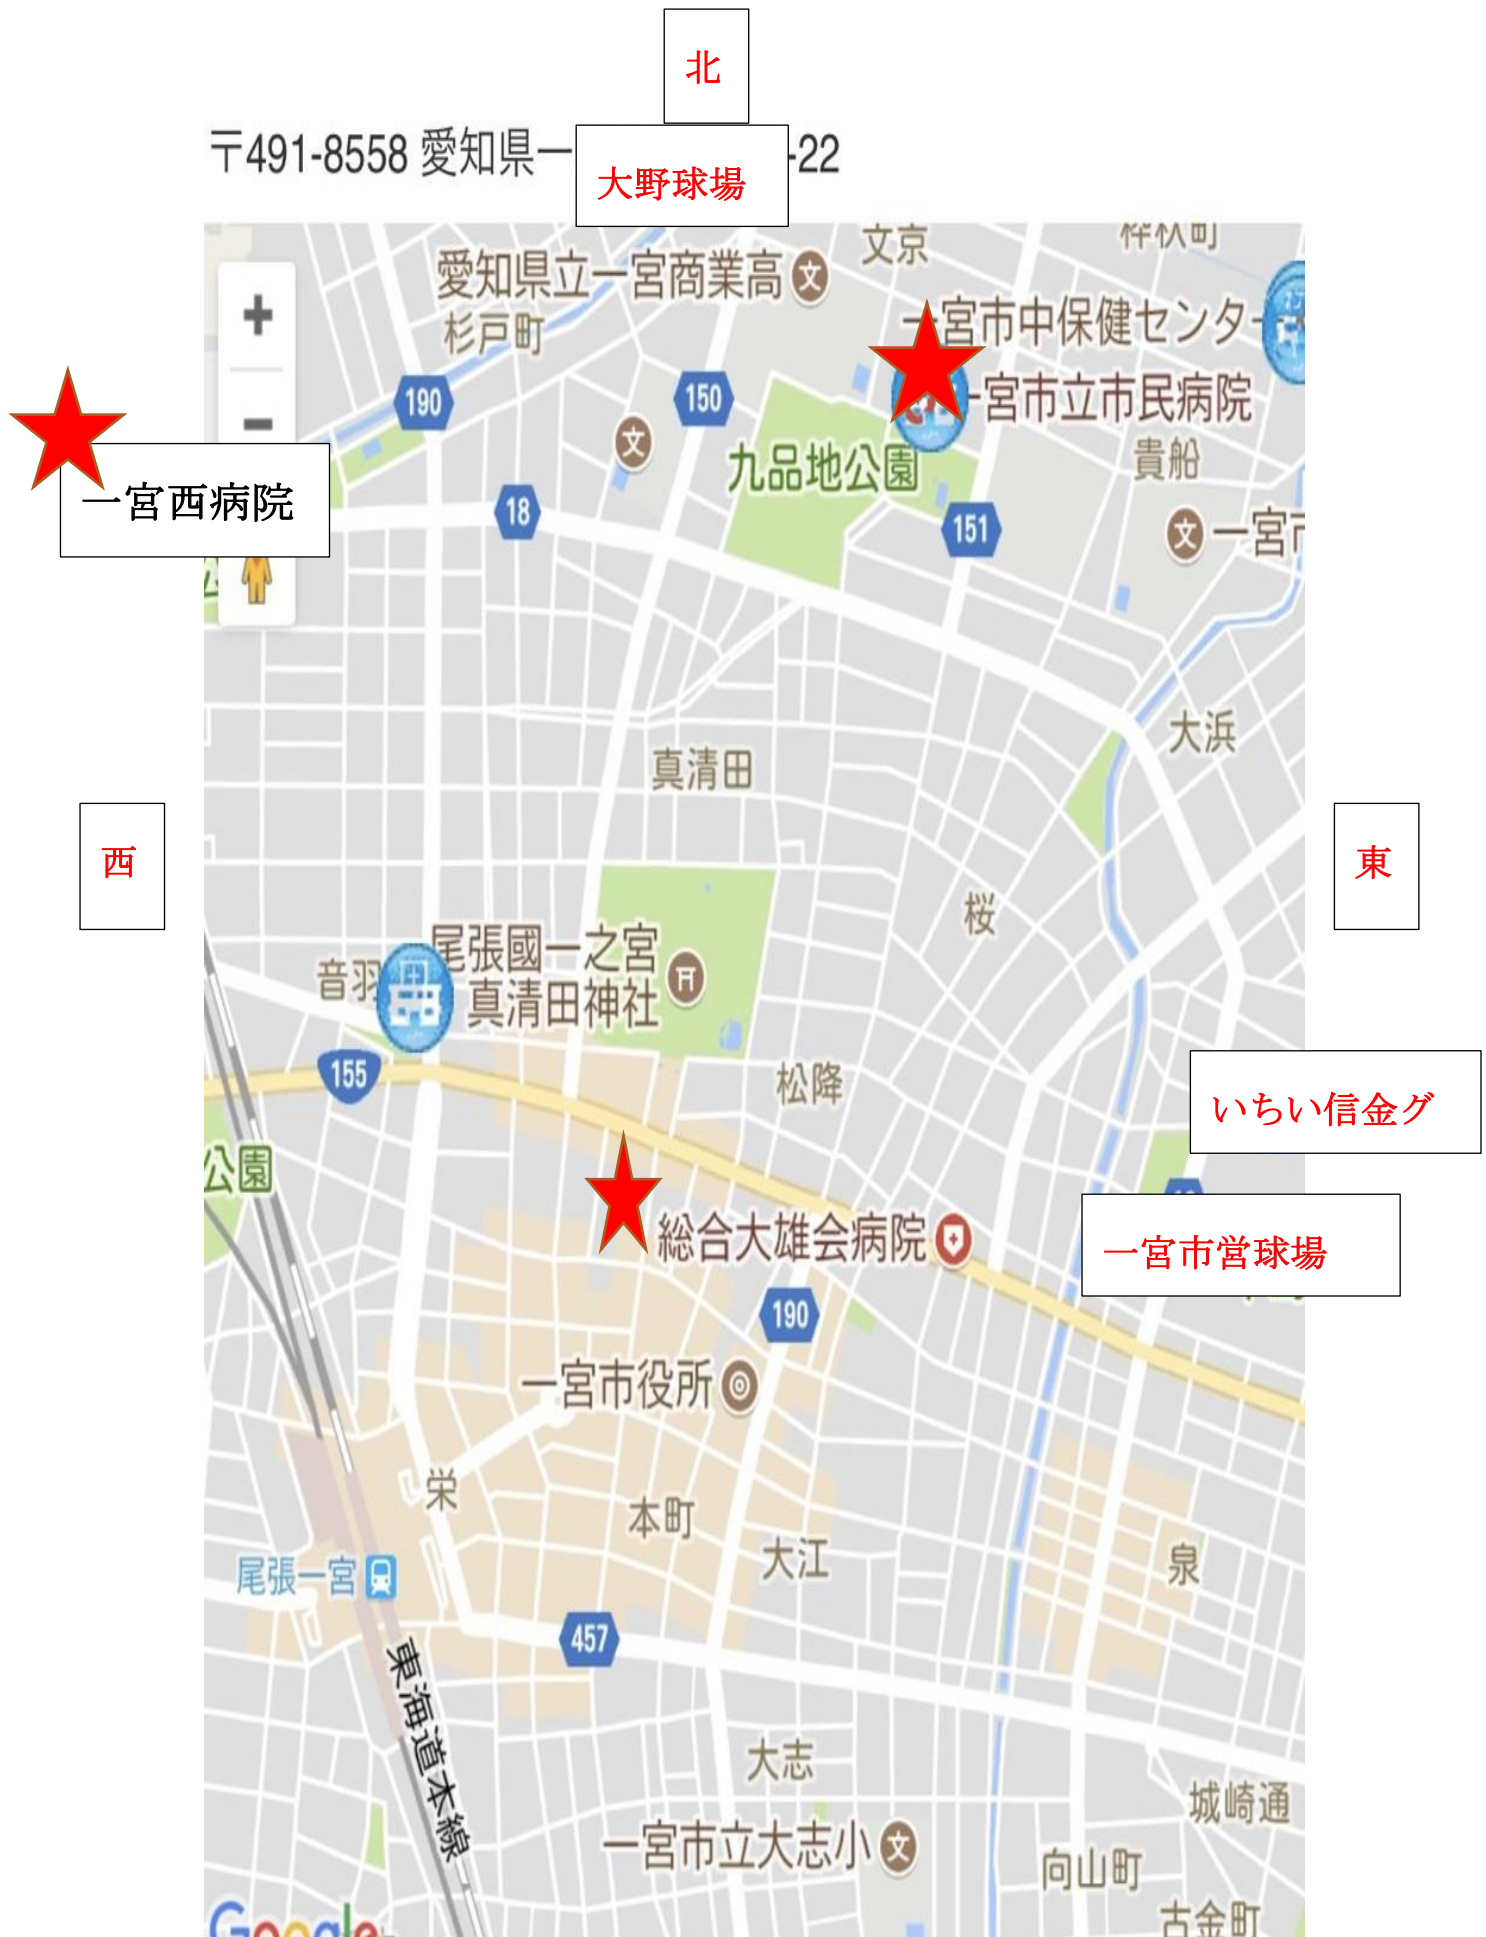 北
〒491-8558 愛知県一
-22
大野球場
文京
愛知県立一宮商業高
杉戸町
一宮市中保健センター
190
150
一宮市立市民病院
九品地公園
貴船
一宮西病院
18
151
一宮市
大浜
真清田
西
東
桜
尾張國一之宮
真清田神社
音羽
155
松降
いちい信金グ
公園
総合大雄会病院
一宮市営球場
190
一宮市役所
栄
本町
大江
泉
尾張一宮
457
東海道本線
大志
城崎通
一宮市立大志小
向山町
古金町
Google